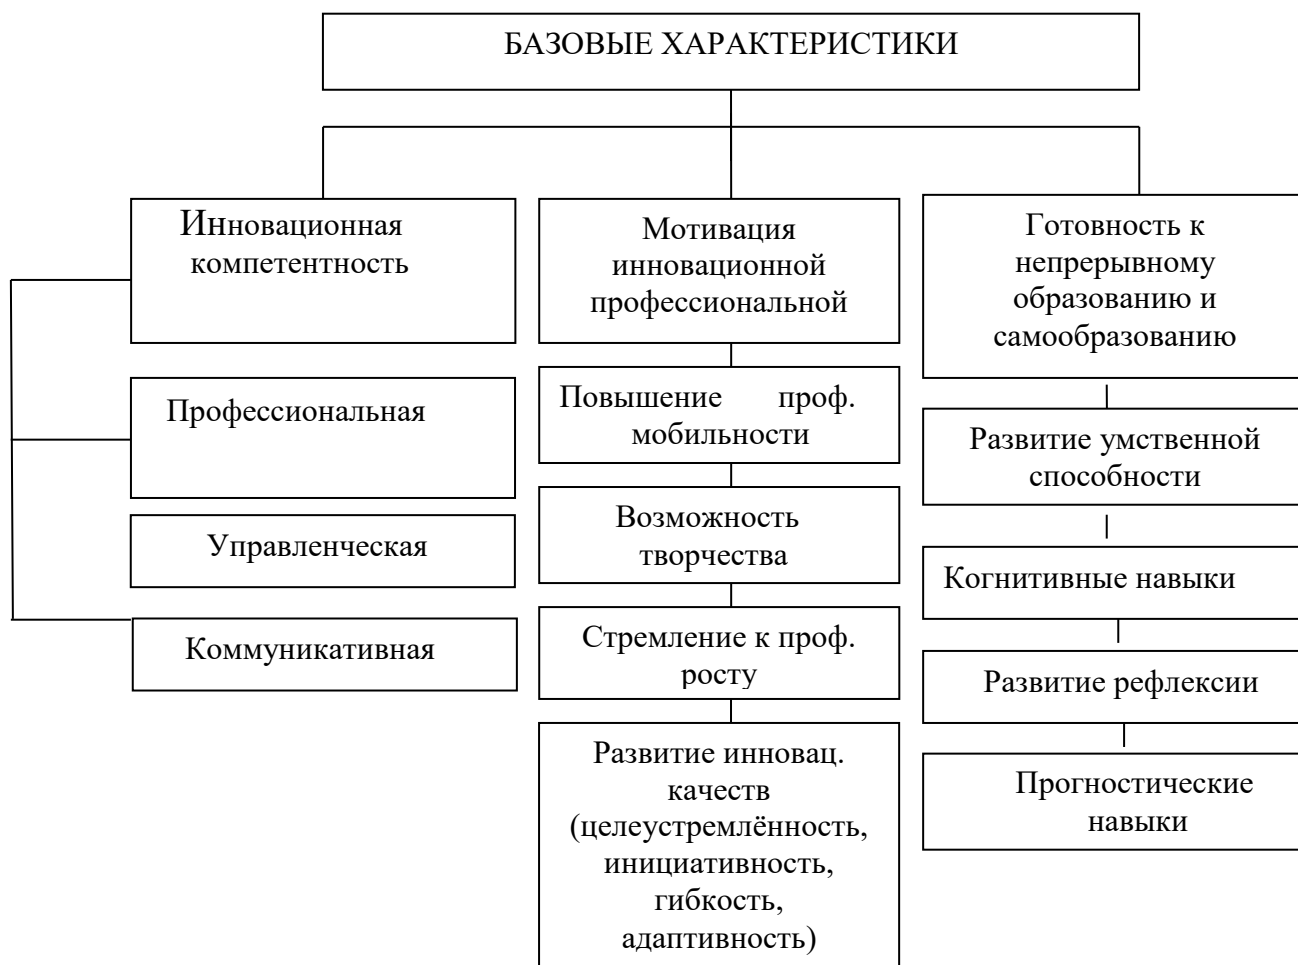 БАЗОВЫЕ ХАРАКТЕРИСТИКИ
Инновационная
компетентность
Профессиональная
Управленческая
Коммуникативная
Мотивация
инновационной
профессиональной
Повышение проф.
мобильности
Возможность
творчества
Стремление к проф.
росту
Развитие инновац.
качеств
(целеустремлённость,
инициативность,
гибкость,
адаптивность)
Готовность к
непрерывному
образованию и
самообразованию
Развитие умственной
способности
Когнитивные навыки
Развитие рефлексии
Прогностические
навыки